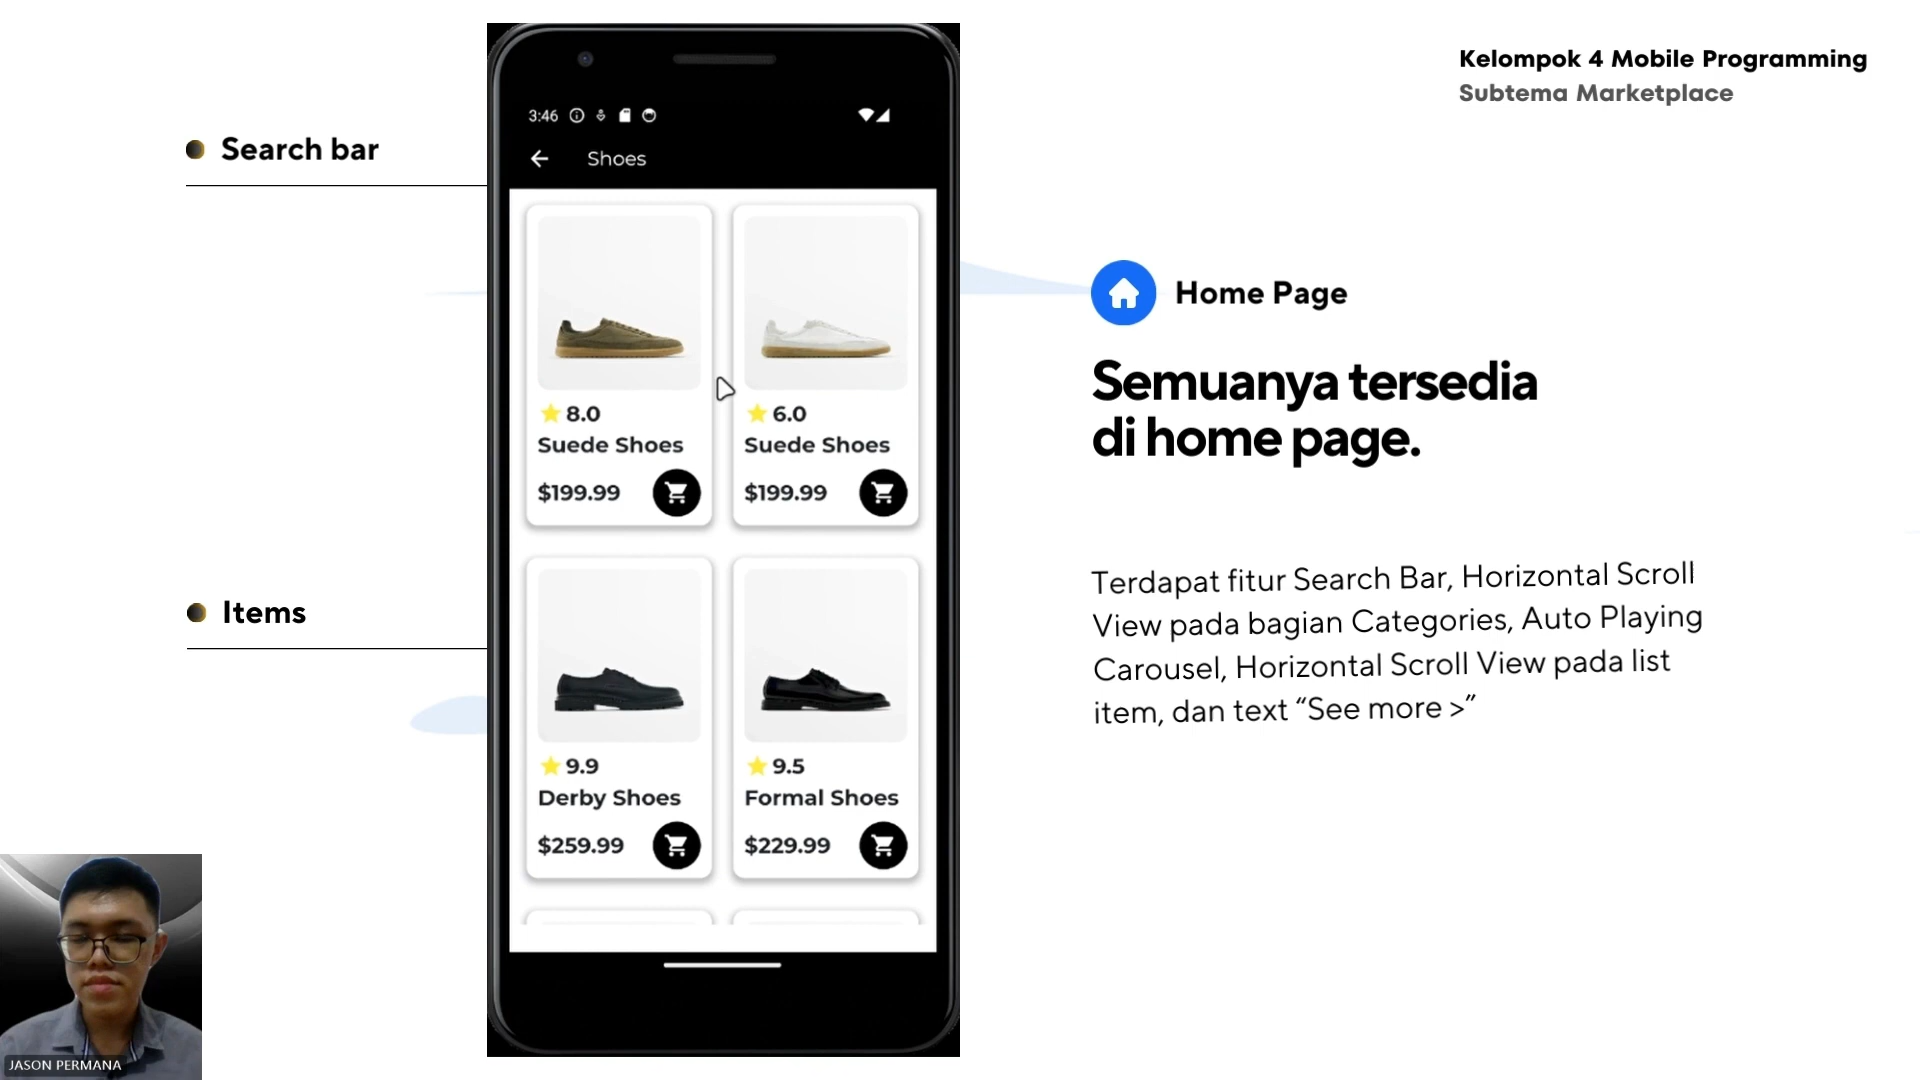 Kelompok 4 Mobile Programming
Subtema Marketplace
Search bar
Items
3:46
Shoes
8.0
Suede Shoes
$199.99
6.0
Suede Shoes
$199.99
9.9
Derby Shoes
$259.99
9.5
Formal Shoes
$229.99
Home Page
Semuanya tersedia
di home page.
Terdapat fitur Search Bar, Horizontal Scroll
View pada bagian Categories, Auto Playing
Carousel, Horizontal Scroll View pada list
item, dan text “See more >”
JASON PERMANA